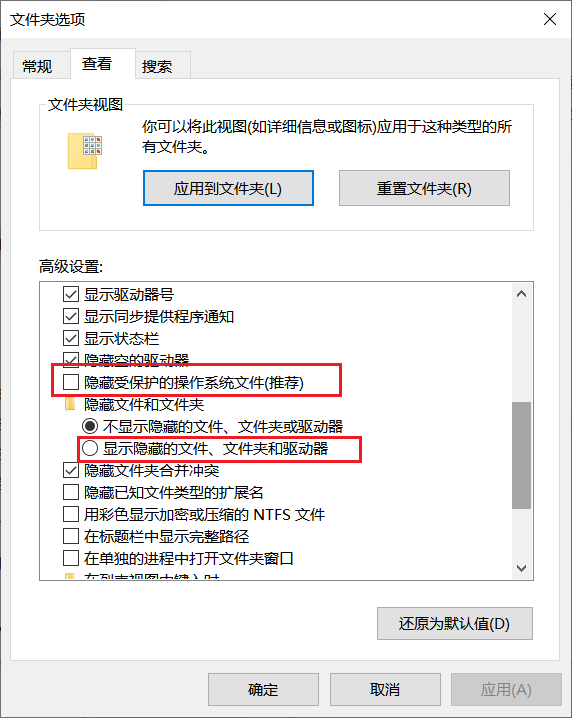 文件夹选项
常规
查看
搜索
文件夹视图
你可以将此视图(如详细信息或图标)应用于这种类型的所
有文件夹。
应用到文件夹(L)
重置文件夹(R)
高级设置:
显示驱动器号
显示同步提供程序通知
显示状态栏
隐藏空的驱动器
隐藏受保护的操作系统文件(推荐)
隐藏文件和文件夹
不显示隐藏的文件、文件夹或驱动器
显示隐藏的文件、文件夹和驱动器
隐藏文件夹合并冲突
隐藏已知文件类型的扩展名
用彩色显示加密或压缩的 NTFS 文件
在标题栏中显示完整路径
在单独的进程中打开文件夹窗口
在列表视图中键入时
还原为默认值(D)
确定
取消
应用(A)